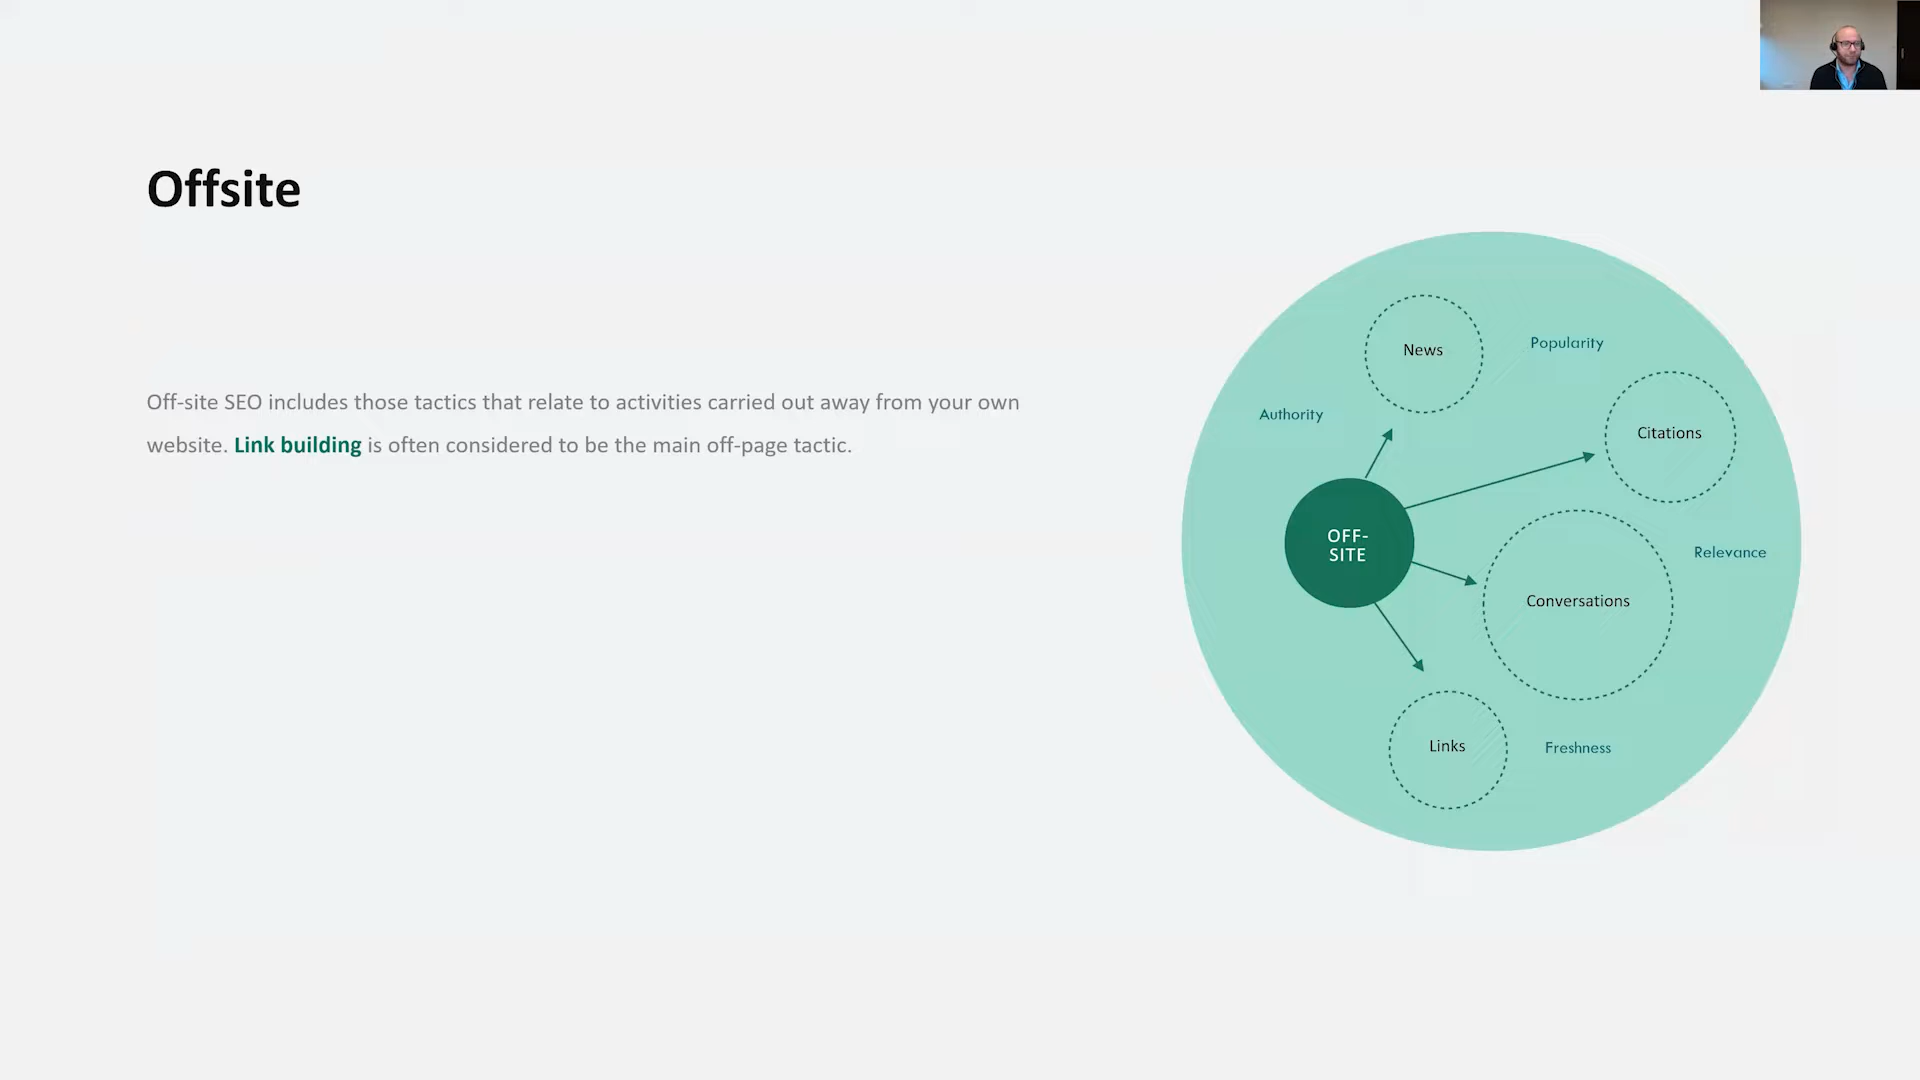 Offsite
Off-site SEO includes those tactics that relate to activities carried out away from your own
website. Link building is often considered to be the main off-page tactic.
News
Popularity
Authority
Citations
OFF-
SITE
Relevance
Conversations
Links
Freshness